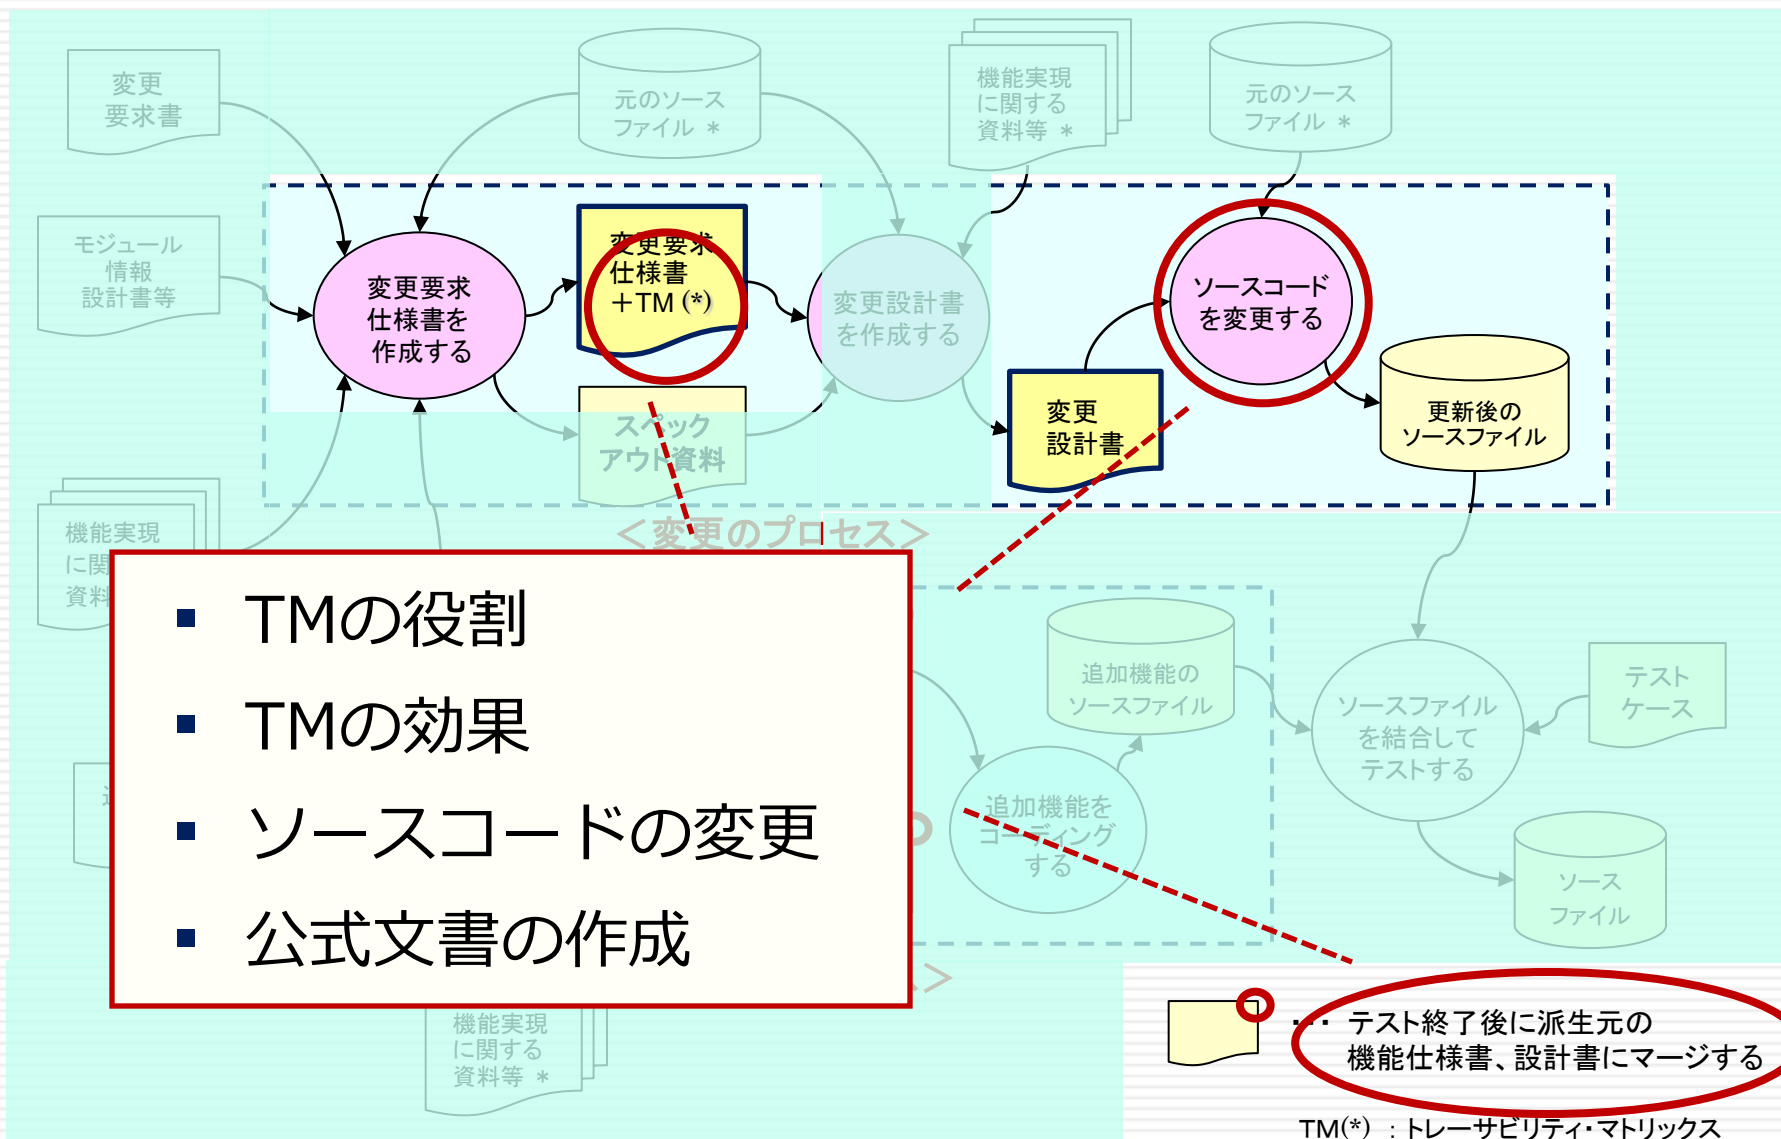 変更
要求書
元のソース
ファイル *
機能実現
に関する
資料等 *
元のソース
ファイル *
モジュール
情報
設計書等
変更要求
仕様書を
作成する
変更要求
仕様書
+TM (*)
変更設計書
を作成する
ソースコード
を変更する
スペック
アウト資料
変更
設計書
更新後の
ソースファイル
<変更のプロセス>
機能実現
に関
資料
▪ TMの役割
▪ TMの効果
▪ ソースコードの変更
▪ 公式文書の作成
追加機能の
ソースファイル
追加機能を
コーディング
する
ソースファイル
を結合して
テストする
テスト
ケース
ソース
ファイル
>
機能実現
に関する
資料等 *
… テスト終了後に派生元の
機能仕様書、設計書にマージする
TM(*) : トレーサビリティ・マトリックス